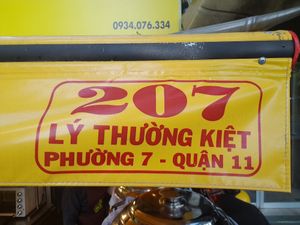 0934.076.334
207
LÝ THƯỜNG KIỆT
PHƯỜNG 7 - QUẬN 11